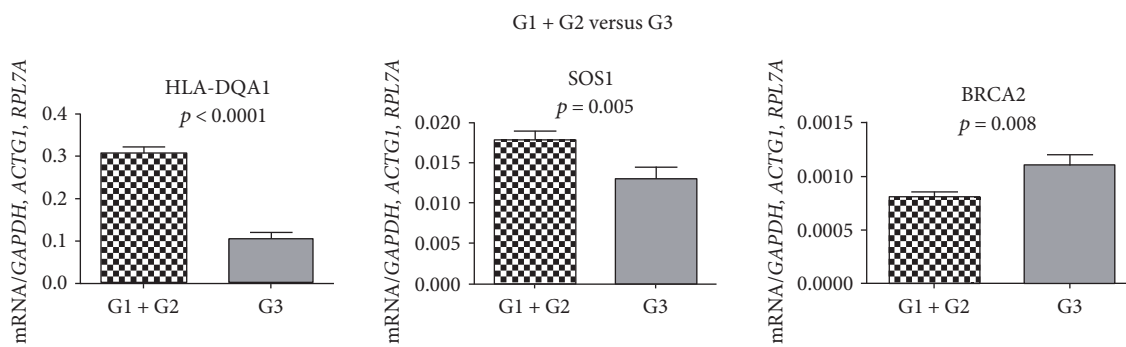 G1 + G2 versus G3
mRNA/GAPDH, ACTG1, RPL7A
HLA-DQA1
p < 0.0001
0.4
0.3
0.2
0.1
0.0
G1 + G2
G3
mRNA/GAPDH, ACTG1, RPL7A
SOS1
p = 0.005
0.020
0.015
0.010
0.005
0.000
G1 + G2
G3
mRNA/GAPDH, ACTG1, RPL7A
BRCA2
p = 0.008
0.0015
0.0010
0.0005
0.0000
G1 + G2
G3